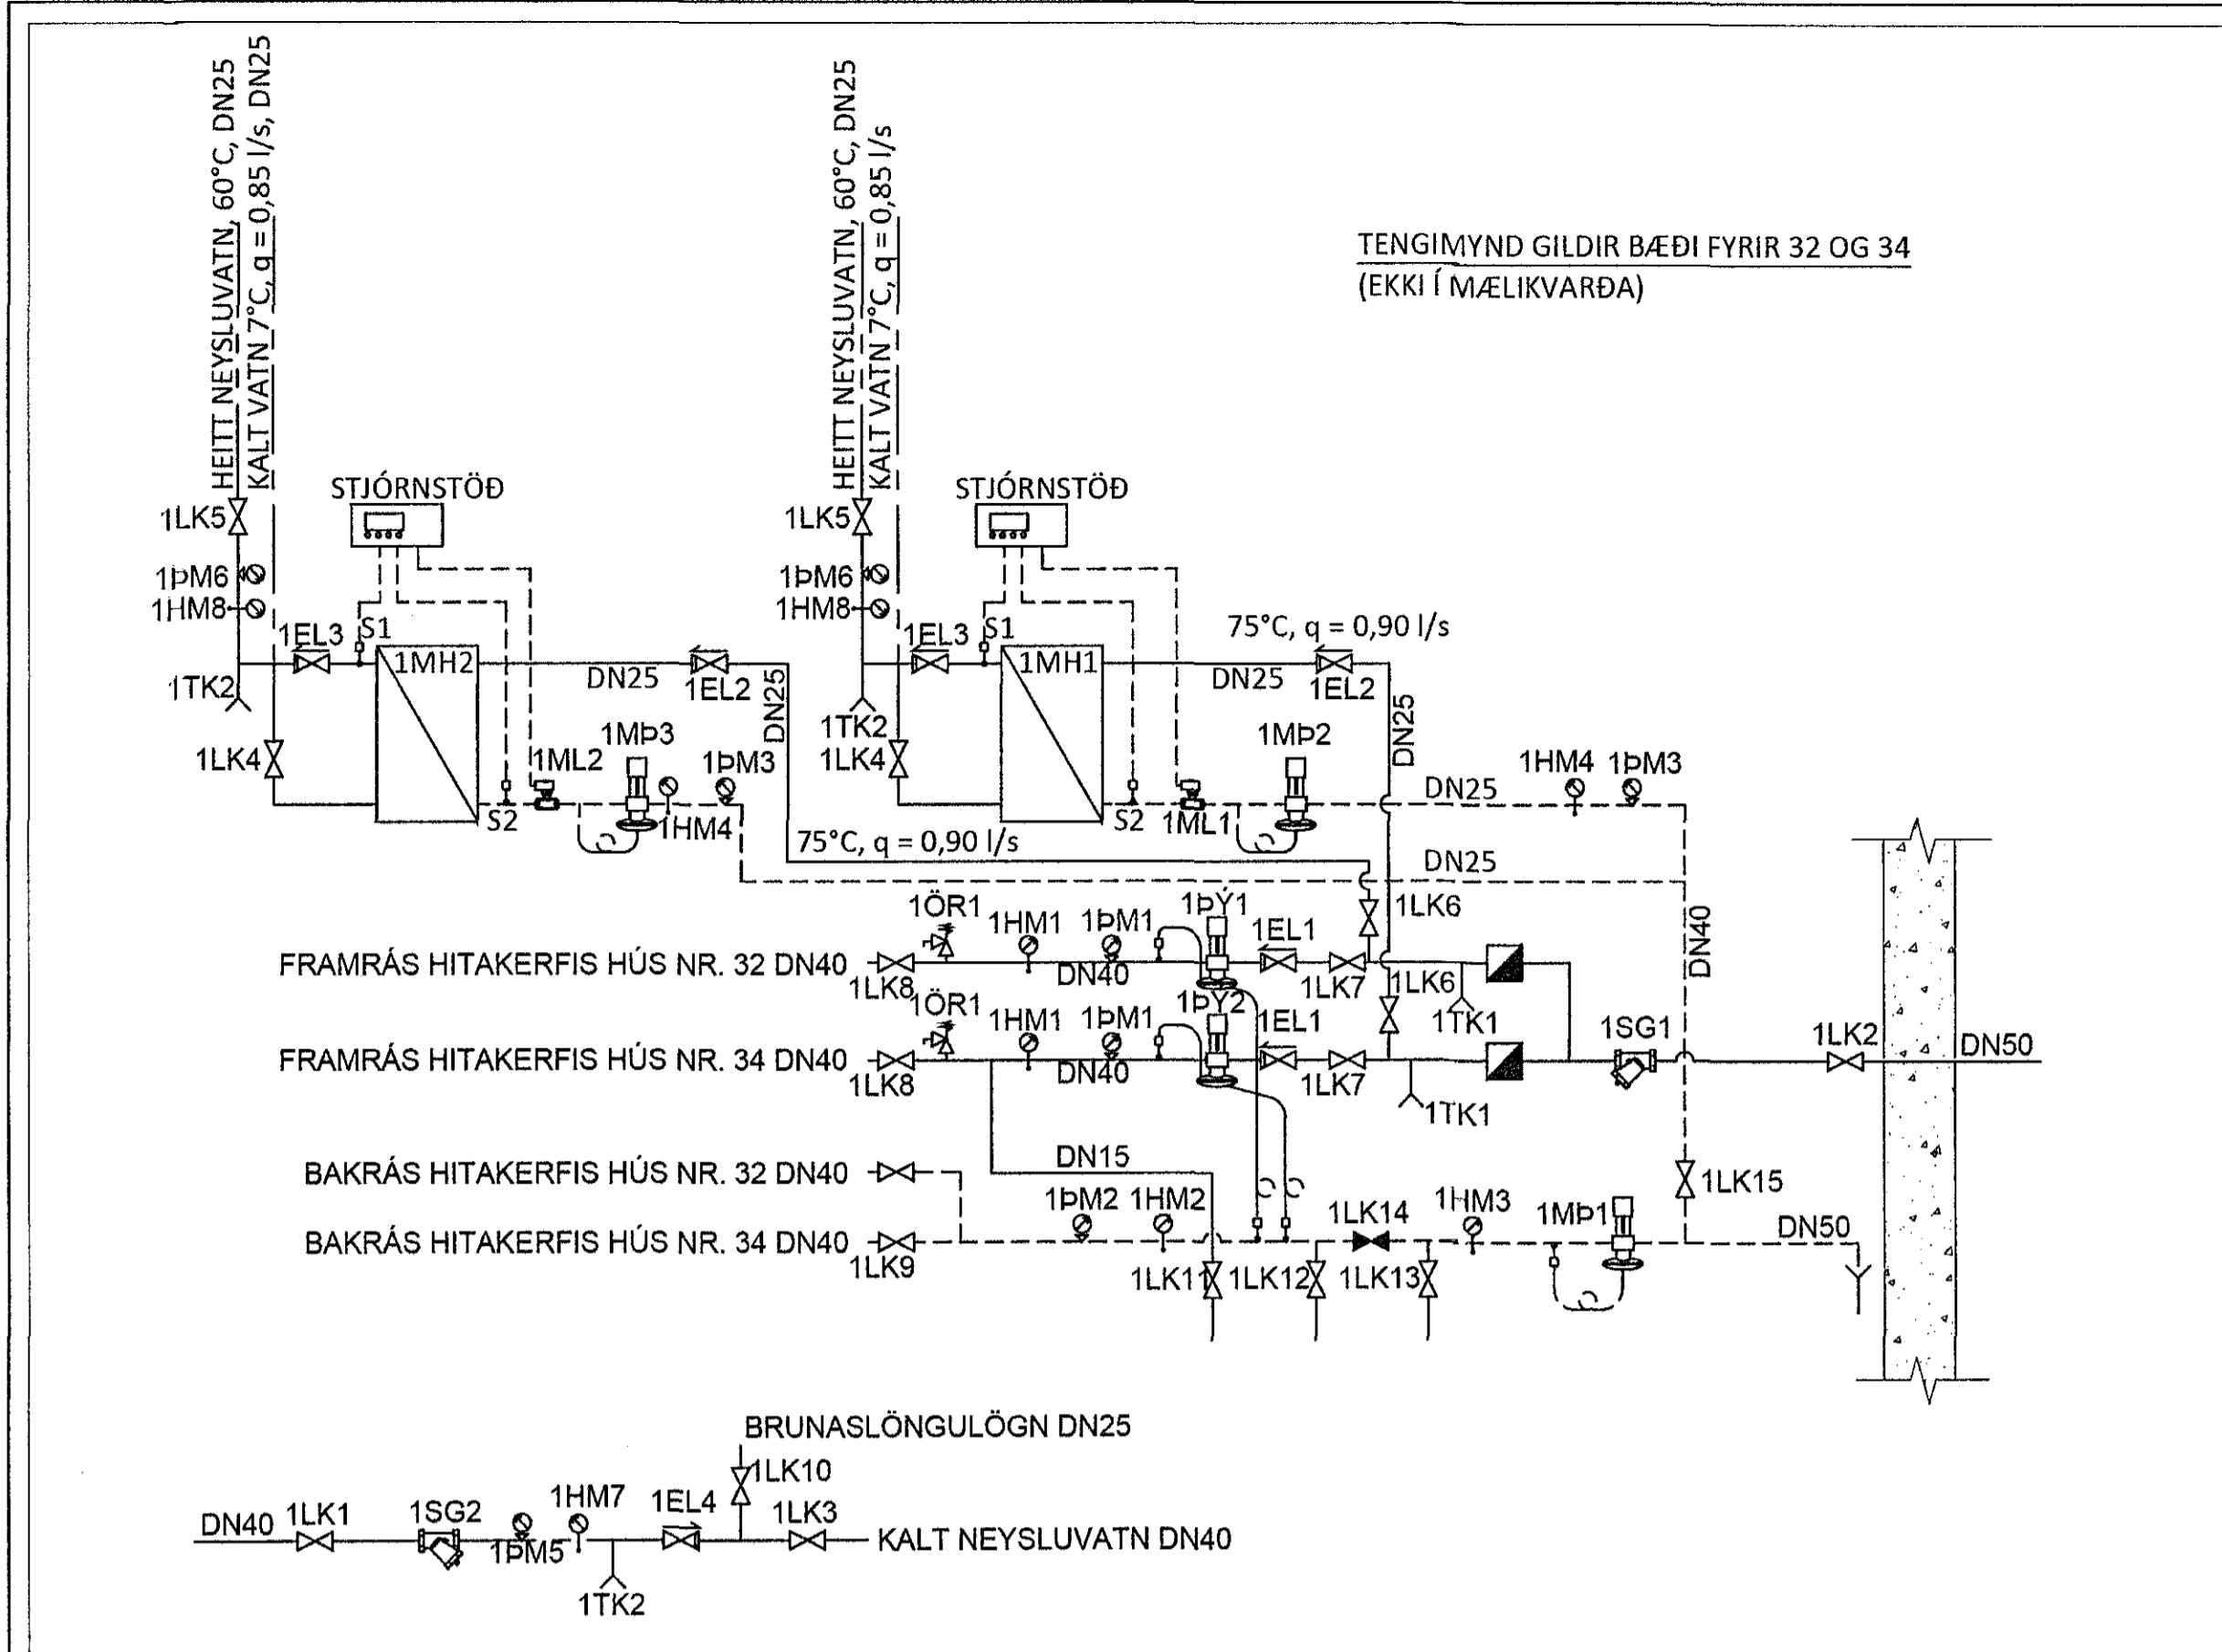 HEITT NEYSLUVATN, 60°C, DN25
KALT VATN 7°C, q = 0,85 l/s, DN25
HEITT NEYSLUVATN, 60°C, DN25
KALT VATN 7°C, q = 0,85 l/s
TENGIMYND GILDIR BÆÐI FYRIR 32 OG 34
(EKKI Í MÆLIKVARÐA)
STJÓRNSTÖÐ
STJÓRNSTÖÐ
1LK5
1LK5
1ÞM6
1ÞM6
1HM8
1HM8
1EL3
S1
1EL3
S1
75°C, q = 0,90 l/s
1MH2
1MH1
1TK2
DN25
1EL2
DN25
DN25
1EL2
DN25
1TK2
1LK4
1ML2
1MÞ3
1ÞM3
1LK4
1MÞ2
1HM4
1ÞM3
DN25
S2
1HM4
S2
1ML1
75°C, q = 0,90 l/s
DN25
1ÖR1
1HM1
1ÞM1
1ÞÝ1
1EL1
1LK6
DN40
FRAMRÁS HITAKERFIS HÚS NR. 32 DN40
1LK8
DN40
1LK7
1LK6
1TK1
1ÖR1
1HM1
1ÞM1
1ÞÝ2
1EL1
1SG1
1LK2
DN50
FRAMRÁS HITAKERFIS HÚS NR. 34 DN40
1LK8
DN40
1LK7
1TK1
DN15
BAKRÁS HITAKERFIS HÚS NR. 32 DN40
1LK15
1ÞM2
1HM2
1LK14
1HM3
1MÞ1
DN50
BAKRÁS HITAKERFIS HÚS NR. 34 DN40
1LK9
1LK11
1LK12
1LK13
BRUNASLÖNGULÖGN DN25
1LK10
DN40
1LK1
1SG2
1HM7
1EL4
1LK3
1ÞM5
KALT NEYSLUVATN DN40
1TK2